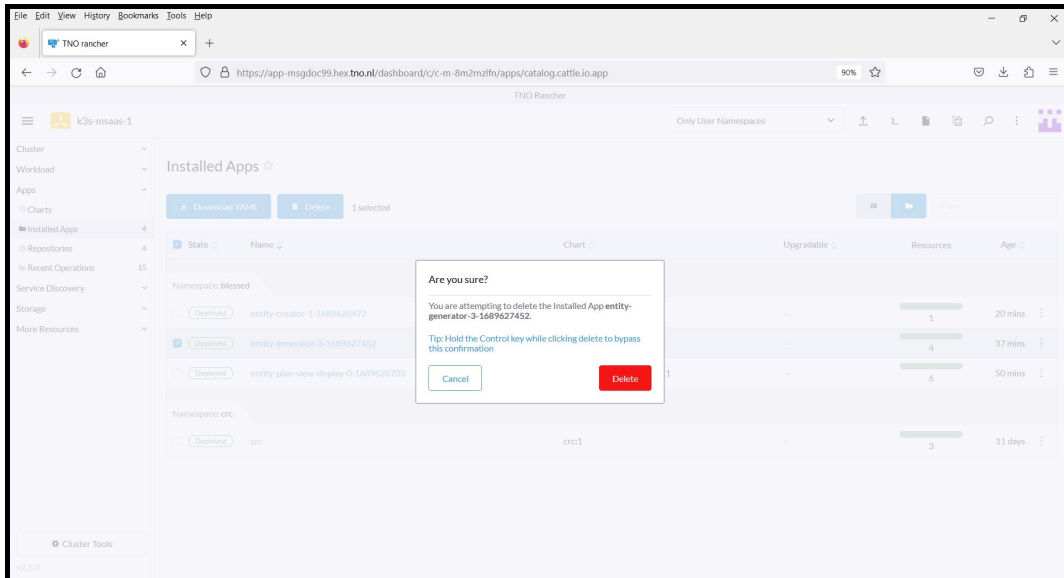 File Edit View History Bookmarks Tools Help
TNO rancher
https://app-msgdoc99.hex.tno.nl/dashboard/c/c-m-8m2mzlfn/apps/catalog.cattle.io.app 90%
TNO Rancher
k3s-msaas-1 Only User Namespaces
Cluster
Workload
Apps
Charts
Installed Apps 4
Repositories 4
Recent Operations 15
Service Discovery
Storage
More Resources
Cluster Tools
v2.6.9
Installed Apps
Download YAML Delete 1 selected Filter
State Name Chart Upgradable Resources Age
Namespace: blessed
Deployed entity-creator-1-1689628472 — 1 20 mins
Deployed entity-generator-3-1689627452 — 4 37 mins
Deployed entity-plan-view-display-0-1689626703 1 — 6 50 mins
Namespace: crc
Deployed crc crc:1 — 3 11 days
Are you sure?
You are attempting to delete the Installed App entity-
generator-3-1689627452.
Tip: Hold the Control key while clicking delete to bypass
this confirmation
Cancel Delete